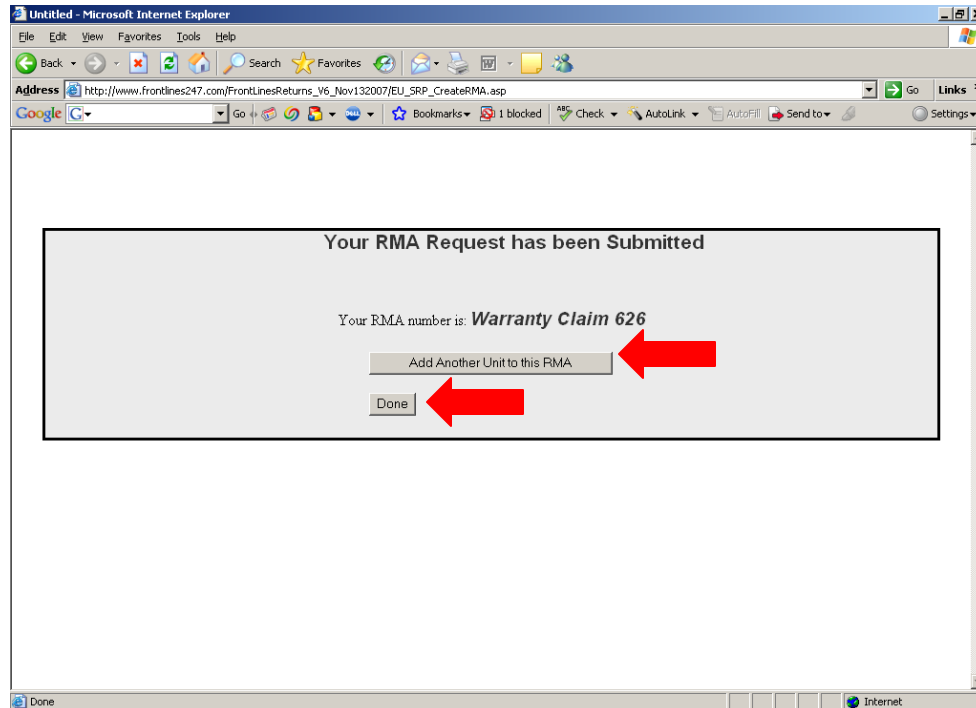 Untitled - Microsoft Internet Explorer
File Edit View Favorites Tools Help
Back Search Favorites
Address http://www.frontlines247.com/FrontLinesReturns_V6_Nov132007/EU_SRP_CreateRMA.asp Go Links
Google G Go Bookmarks 1 blocked ABC Check AutoLink AutoFill Send to Settings
Your RMA Request has been Submitted
Your RMA number is: Warranty Claim 626
Add Another Unit to this RMA
Done
Done Internet